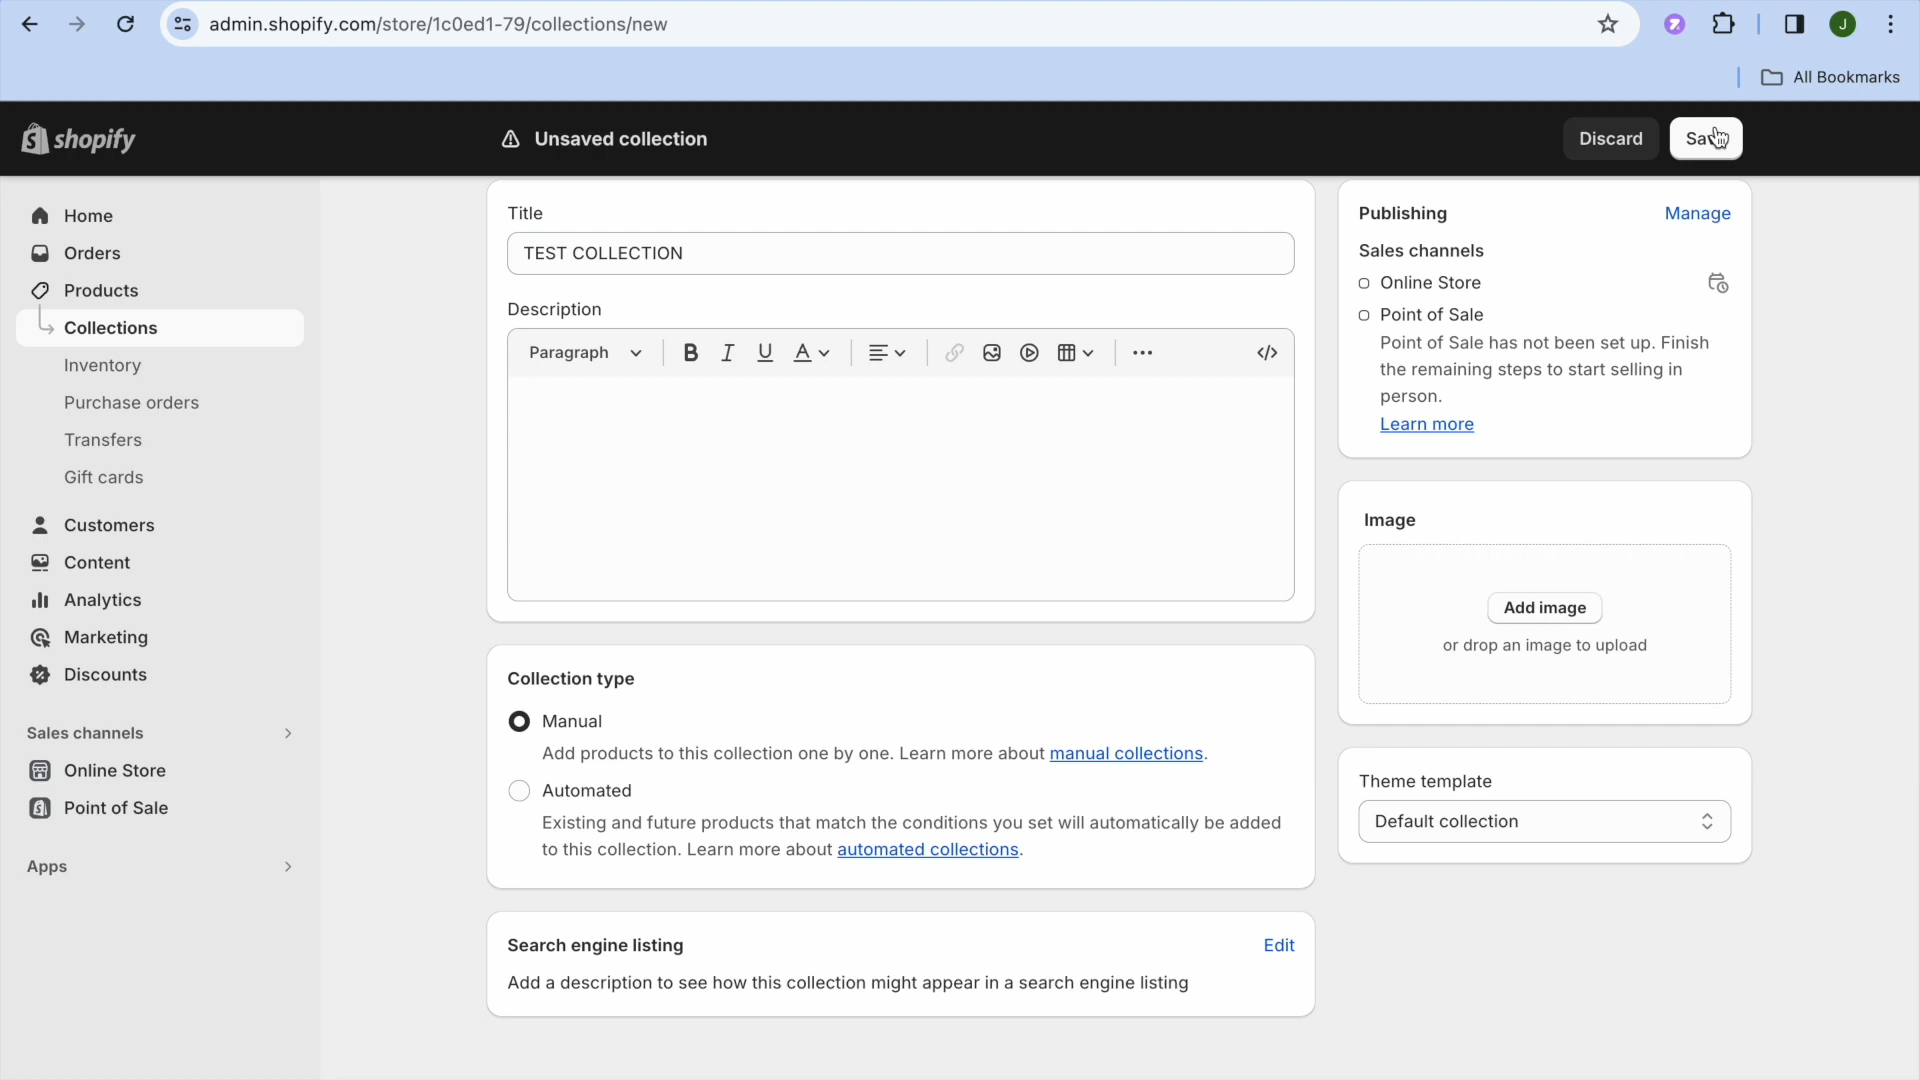 admin.shopify.com/store/1c0ed1-79/collections/new
J
All Bookmarks
shopify
Unsaved collection
Discard
Home
Orders
Products
Collections
Inventory
Purchase orders
Transfers
Gift cards
Customers
Content
Analytics
Marketing
Discounts
Sales channels
Online Store
Point of Sale
Apps
Title
TEST COLLECTION
Description
Paragraph
B I U A
Collection type
Manual
Add products to this collection one by one. Learn more about manual collections.
Automated
Existing and future products that match the conditions you set will automatically be added
to this collection. Learn more about automated collections.
Search engine listing
Edit
Add a description to see how this collection might appear in a search engine listing
Publishing
Manage
Sales channels
Online Store
Point of Sale
Point of Sale has not been set up. Finish
the remaining steps to start selling in
person.
Learn more
Image
Add image
or drop an image to upload
Theme template
Default collection